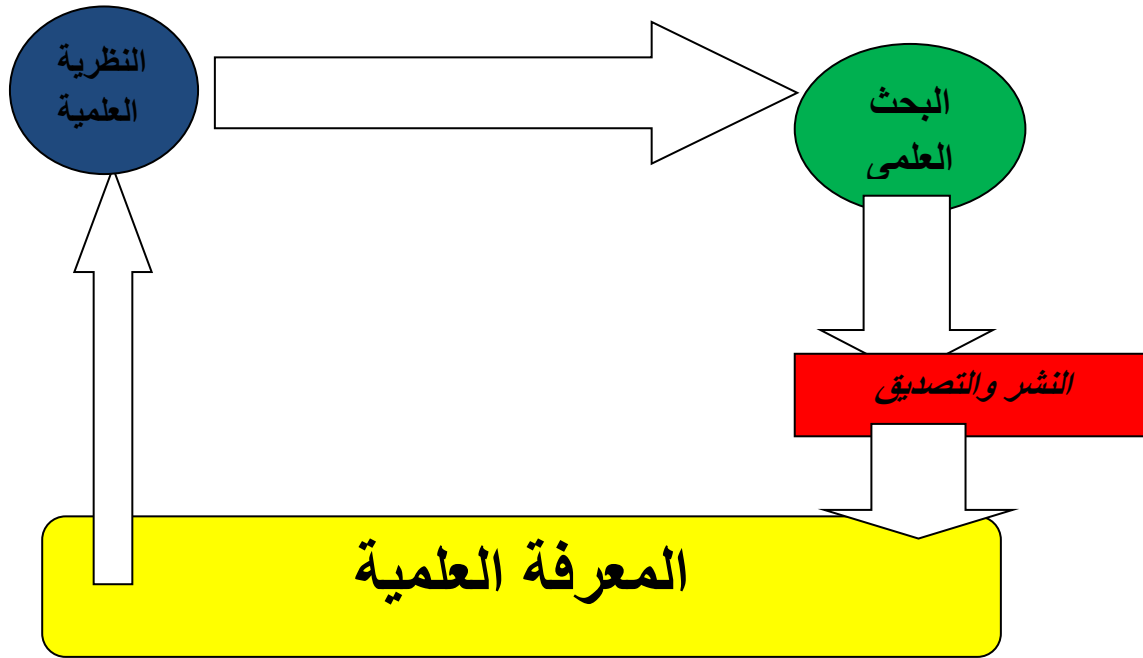 النظرية
العلمية
البحث
العلمى
النشر والتصديق
المعرفة العلمية